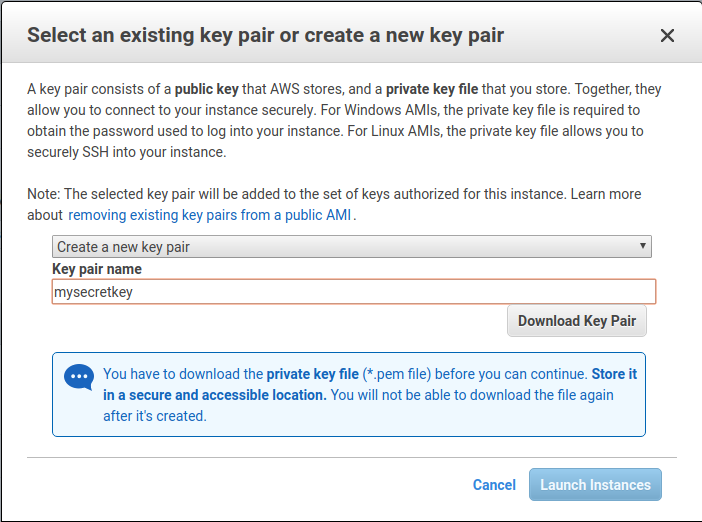 Select an existing key pair or create a new key pair
A key pair consists of a public key that AWS stores, and a private key file that you store. Together, they
allow you to connect to your instance securely. For Windows AMIs, the private key file is required to
obtain the password used to log into your instance. For Linux AMIs, the private key file allows you to
securely SSH into your instance.
Note: The selected key pair will be added to the set of keys authorized for this instance. Learn more
about removing existing key pairs from a public AMI.
Create a new key pair
Key pair name
mysecretkey
Download Key Pair
You have to download the private key file (*.pem file) before you can continue. Store it
in a secure and accessible location. You will not be able to download the file again
after it's created.
Cancel
Launch Instances